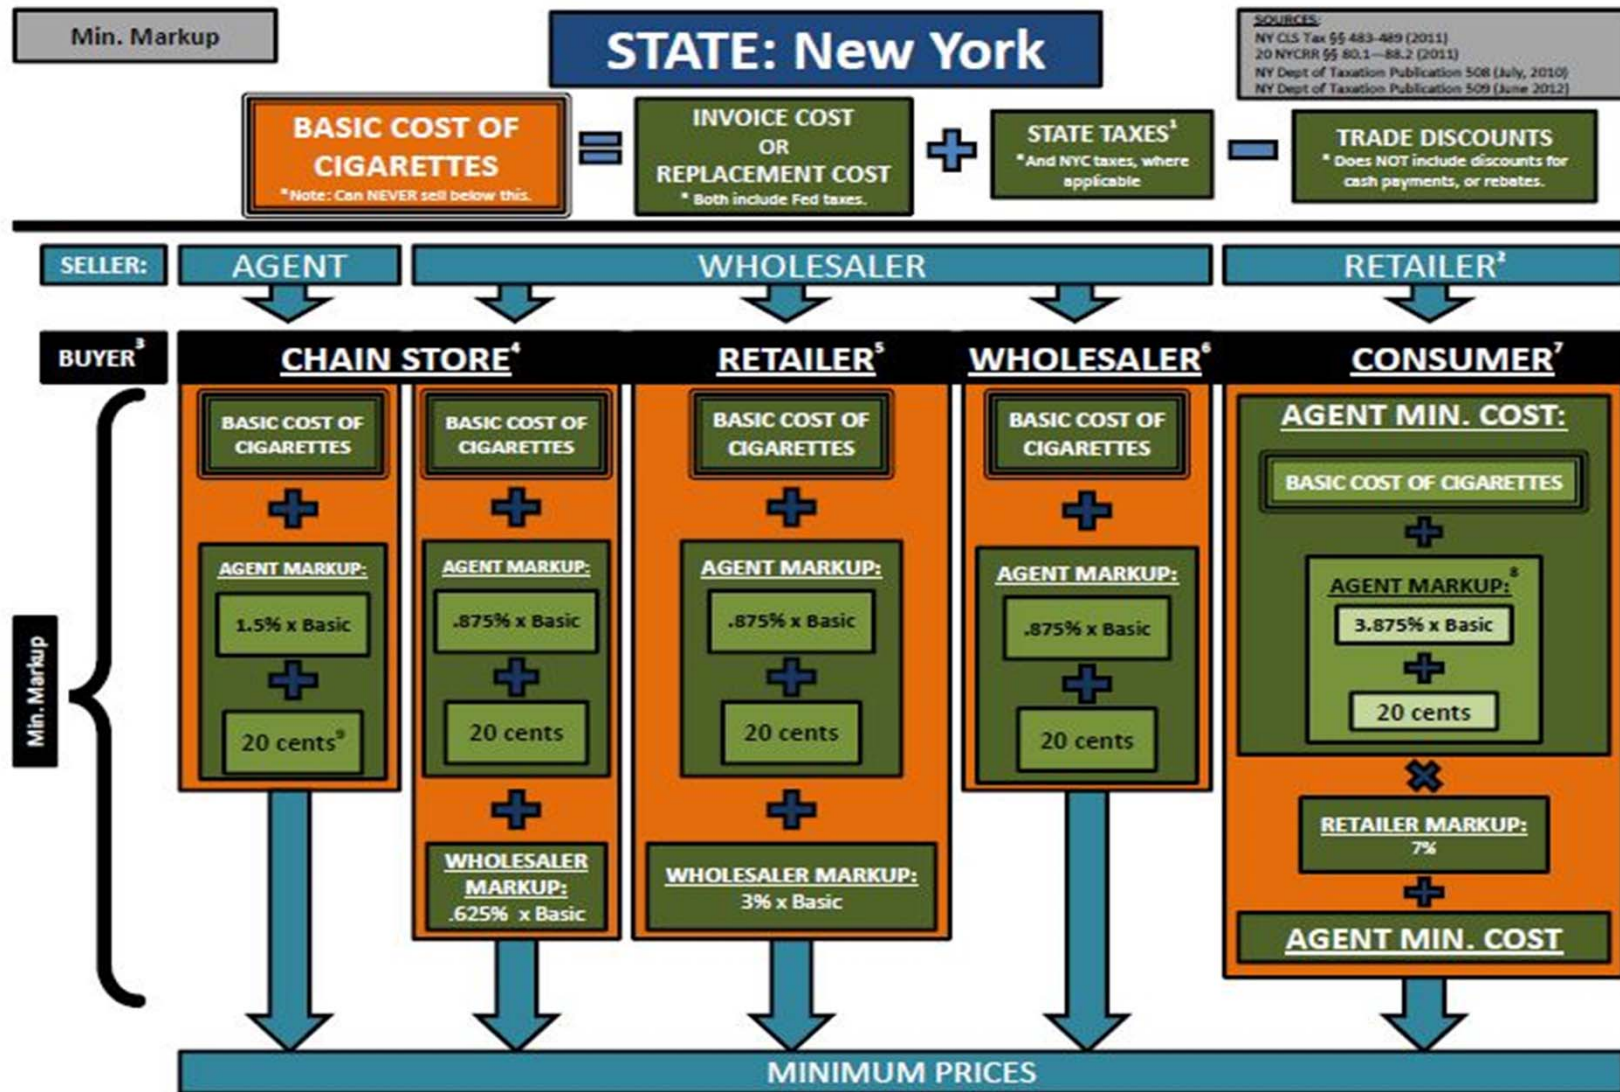 Min. Markup
STATE: New York
SOURCES:
NY CLS Tax §§ 483-489 (2011)
20 NYCRR §§ 80.1—88.2 (2011)
NY Dept of Taxation Publication 508 (July, 2010)
NY Dept of Taxation Publication 509 (June 2012)
BASIC COST OF
CIGARETTES
*Note: Can NEVER sell below this.
=
INVOICE COST
OR
REPLACEMENT COST
* Both include Fed taxes.
+
STATE TAXES¹
*And NYC taxes, where
applicable
−
TRADE DISCOUNTS
* Does NOT include discounts for
cash payments, or rebates.
SELLER:
AGENT
WHOLESALER
RETAILER²
BUYER³
CHAIN STORE⁴
RETAILER⁵
WHOLESALER⁶
CONSUMER⁷
Min. Markup
BASIC COST OF
CIGARETTES
+
AGENT MARKUP:
1.5% x Basic
+
20 cents⁹
BASIC COST OF
CIGARETTES
+
AGENT MARKUP:
.875% x Basic
+
20 cents
+
WHOLESALER
MARKUP:
.625% x Basic
BASIC COST OF
CIGARETTES
+
AGENT MARKUP:
.875% x Basic
+
20 cents
+
WHOLESALER MARKUP:
3% x Basic
BASIC COST OF
CIGARETTES
+
AGENT MARKUP:
.875% x Basic
+
20 cents
AGENT MIN. COST:
BASIC COST OF CIGARETTES
+
AGENT MARKUP:⁸
3.875% x Basic
+
20 cents
×
RETAILER MARKUP:
7%
+
AGENT MIN. COST
MINIMUM PRICES